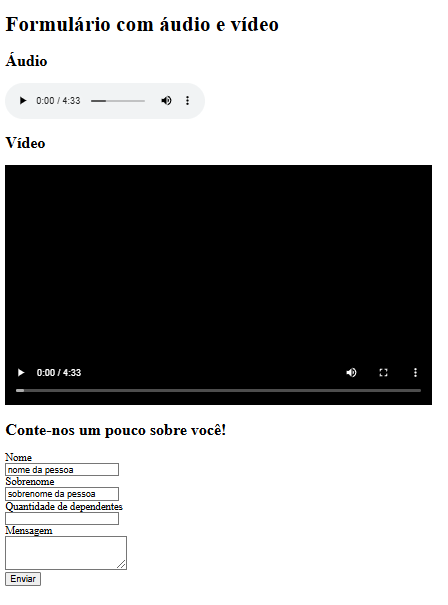 Formulário com áudio e vídeo
Áudio
0:00 / 4:33
Vídeo
0:00 / 4:33
Conte-nos um pouco sobre você!
Nome
nome da pessoa
Sobrenome
sobrenome da pessoa
Quantidade de dependentes
Mensagem
Enviar